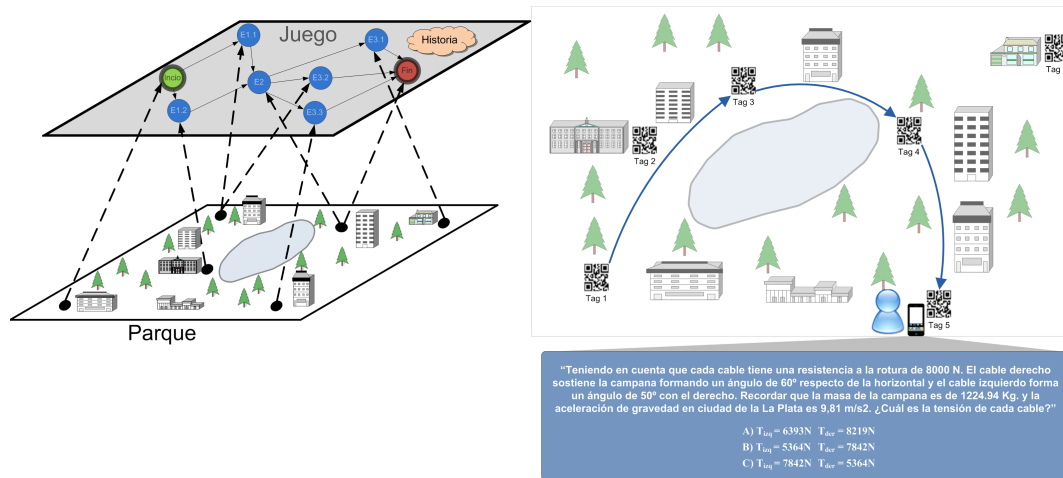 Juego
Historia
E1.1
E3.1
Incio
E2
E3.2
Fin
E1.2
E3.3
Parque
Tag 3
Tag
Tag 2
Tag 4
Tag 1
Tag 5
“Teniendo en cuenta que cada cable tiene una resistencia a la rotura de 8000 N. El cable derecho
sostiene la campana formando un ángulo de 60º respecto de la horizontal y el cable izquierdo forma
un ángulo de 50º con el derecho. Recordar que la masa de la campana es de 1224.94 Kg. y la
aceleración de gravedad en ciudad de la La Plata es 9,81 m/s2. ¿Cuál es la tensión de cada cable?”
A) Tizq = 6393N Tder = 8219N
B) Tizq = 5364N Tder = 7842N
C) Tizq = 7842N Tder = 5364N